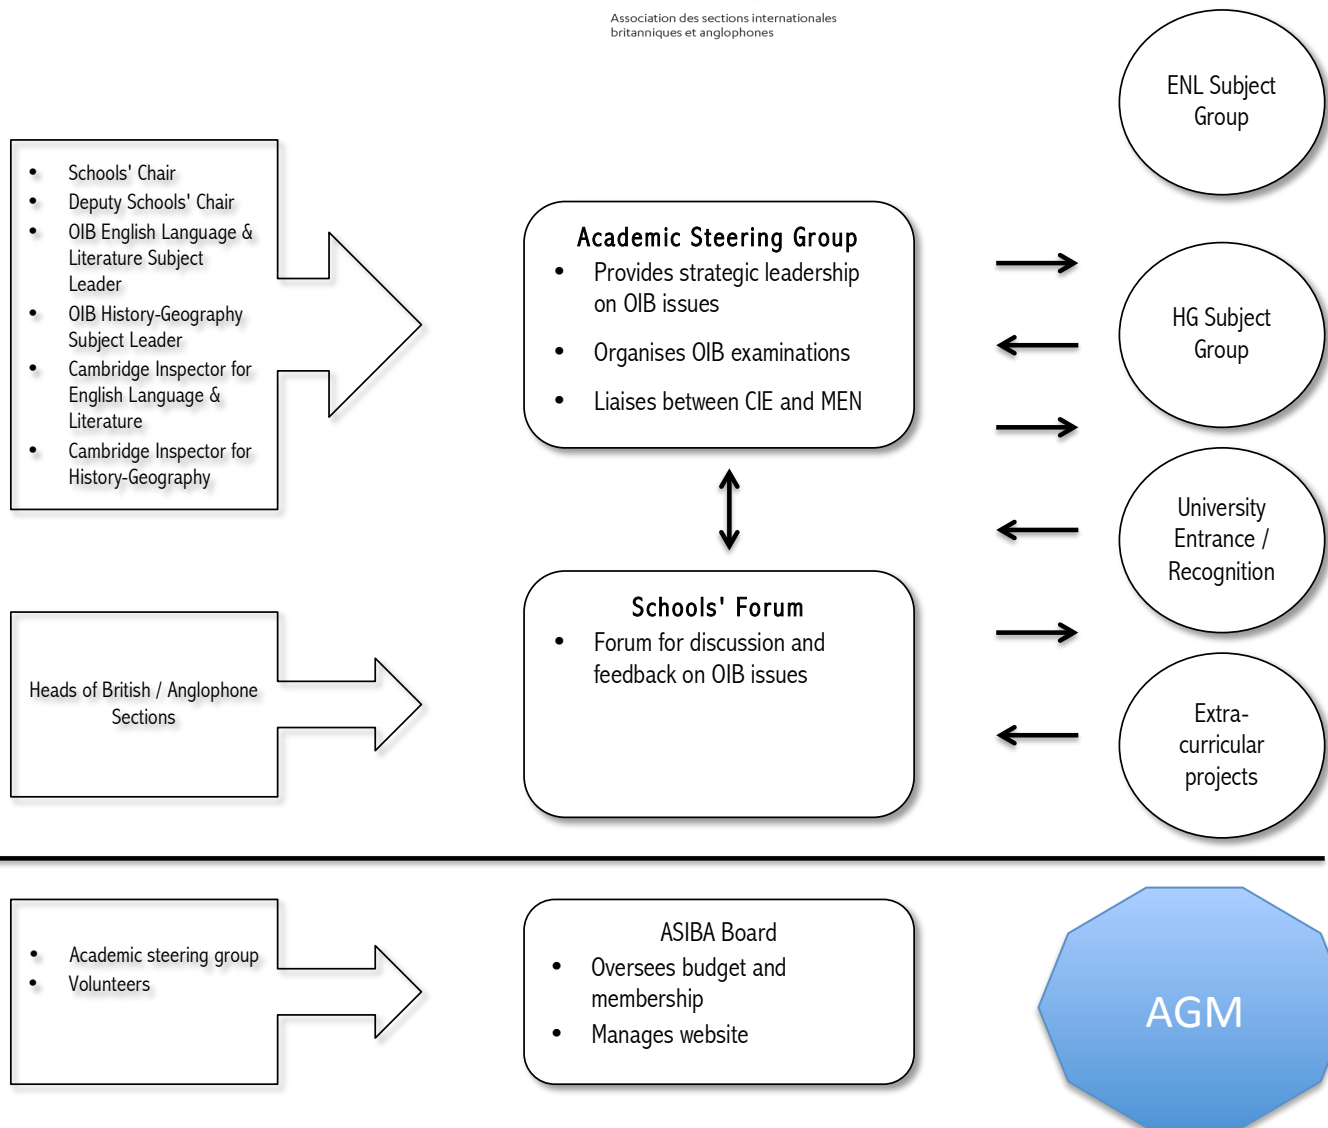 Association des sections internationales
britanniques et anglophones
ENL Subject
Group
• Schools' Chair
• Deputy Schools' Chair
• OIB English Language &
Literature Subject
Leader
• OIB History-Geography
Subject Leader
• Cambridge Inspector for
English Language &
Literature
• Cambridge Inspector for
History-Geography
Academic Steering Group
• Provides strategic leadership
on OIB issues
• Organises OIB examinations
• Liaises between CIE and MEN
HG Subject
Group
University
Entrance /
Recognition
Heads of British / Anglophone
Sections
Schools' Forum
• Forum for discussion and
feedback on OIB issues
Extra-
curricular
projects
• Academic steering group
• Volunteers
ASIBA Board
• Oversees budget and
membership
• Manages website
AGM